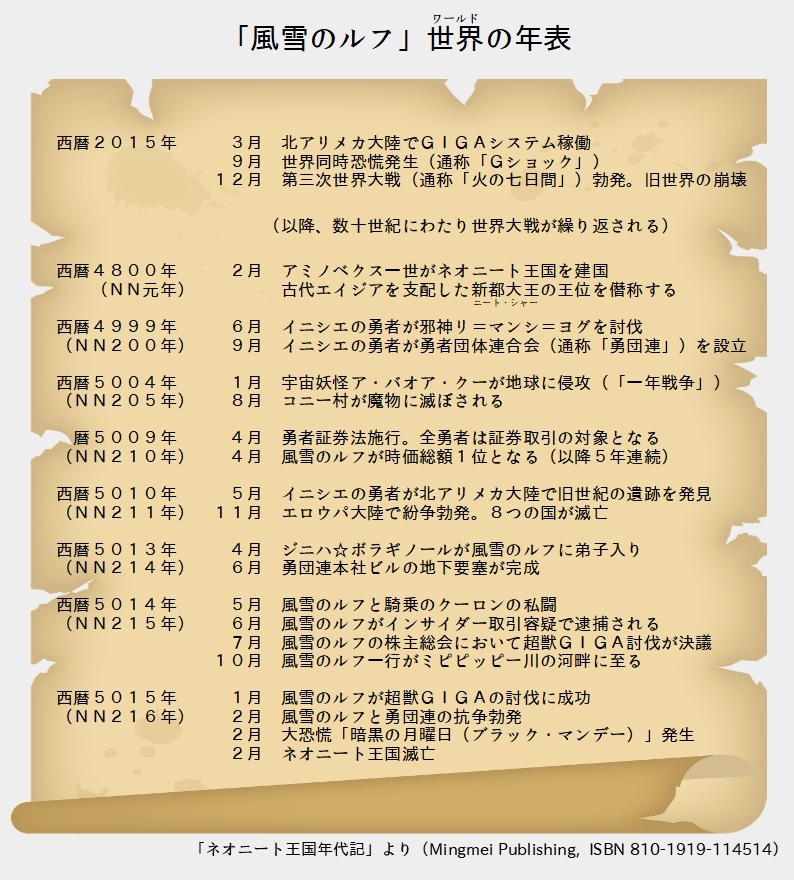 ワールド
「風雪のルフ」世界の年表
西暦２０１５年　３月　北アリメカ大陸でＧＩＧＡシステム稼働
９月　世界同時恐慌発生（通称「Ｇショック」）
１２月　第三次世界大戦（通称「火の七日間」）勃発。旧世界の崩壊
（以降、数十世紀にわたり世界大戦が繰り返される）
西暦４８００年　２月　アミノベクス一世がネオニート王国を建国
（ＮＮ元年）　古代エイジアを支配した新都大王の王位を僭称する
ニート・シャー
西暦４９９９年　６月　イニシエの勇者が邪神リ＝マンシ＝ヨグを討伐
（ＮＮ２００年）　９月　イニシエの勇者が勇者団体連合会（通称「勇団連」）を設立
西暦５００４年　１月　宇宙妖怪ア・バオア・クーが地球に侵攻（「一年戦争」）
（ＮＮ２０５年）　８月　コニー村が魔物に滅ぼされる
暦５００９年　４月　勇者証券法施行。全勇者は証券取引の対象となる
（ＮＮ２１０年）　４月　風雪のルフが時価総額１位となる（以降５年連続）
西暦５０１０年　５月　イニシエの勇者が北アリメカ大陸で旧世紀の遺跡を発見
（ＮＮ２１１年）　１１月　エロウパ大陸で紛争勃発。８つの国が滅亡
西暦５０１３年　４月　ジニハ☆ボラギノールが風雪のルフに弟子入り
（ＮＮ２１４年）　６月　勇団連本社ビルの地下要塞が完成
西暦５０１４年　５月　風雪のルフと騎乗のクーロンの私闘
（ＮＮ２１５年）　６月　風雪のルフがインサイダー取引容疑で逮捕される
７月　風雪のルフの株主総会において超獣ＧＩＧＡ討伐が決議
１０月　風雪のルフ一行がミピピッピー川の河畔に至る
西暦５０１５年　１月　風雪のルフが超獣ＧＩＧＡの討伐に成功
（ＮＮ２１６年）　２月　風雪のルフと勇団連の抗争勃発
２月　大恐慌「暗黒の月曜日（ブラック・マンデー）」発生
２月　ネオニート王国滅亡
「ネオニート王国年代記」より（Mingmei Publishing, ISBN 810-1919-114514）